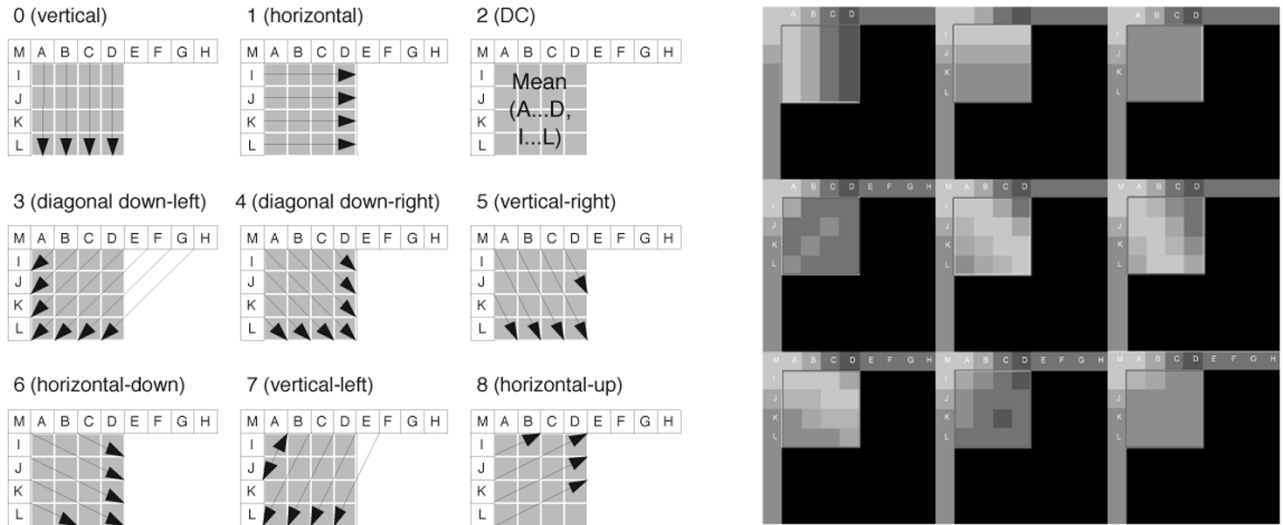 0 (vertical) 1 (horizontal) 2 (DC)
M A B C D E F G H M A B C D E F G H M A B C D E F G H
I I I
J J J
K K K
L L L
Mean
(A...D,
I...L)
3 (diagonal down-left) 4 (diagonal down-right) 5 (vertical-right)
M A B C D E F G H M A B C D E F G H M A B C D E F G H
I I I
J J J
K K K
L L L
6 (horizontal-down) 7 (vertical-left) 8 (horizontal-up)
M A B C D E F G H M A B C D E F G H M A B C D E F G H
I I I
J J J
K K K
L L L
A B C D A B C D
I J K L I J K L
A B C D E F G H M A B C D M A B C D
I J K L I J K L I J K L
M A B C D E F G H M A B C D E F G H M A B C D E F G H
I J K L I J K L I J K L